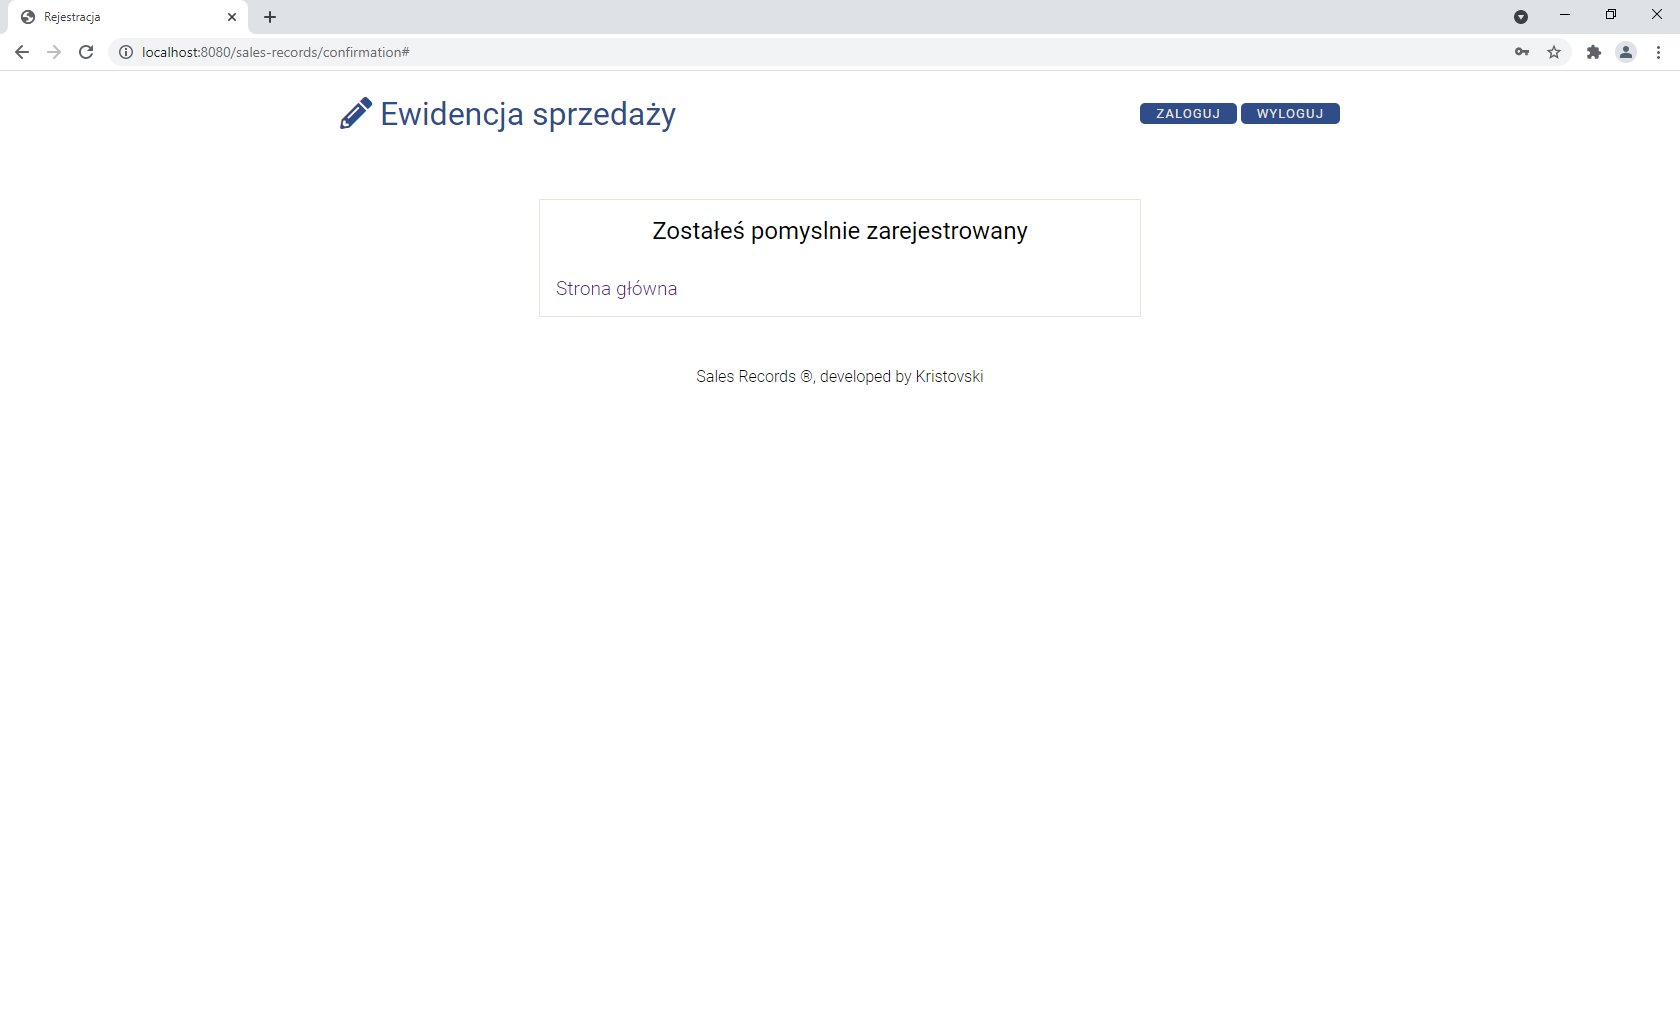 Rejestracja
localhost:8080/sales-records/confirmation#
Ewidencja sprzedaży
ZALOGUJ WYLOGUJ
Zostałeś pomyslnie zarejestrowany
Strona główna
Sales Records ®, developed by Kristovski